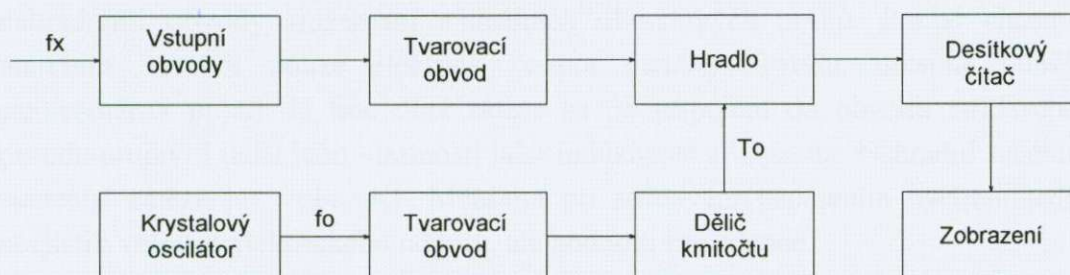 fx
Vstupní
obvody
Tvarovací
obvod
Hradlo
Desítkový
čítač
To
Krystalový
oscilátor
fo
Tvarovací
obvod
Dělič
kmitočtu
Zobrazení